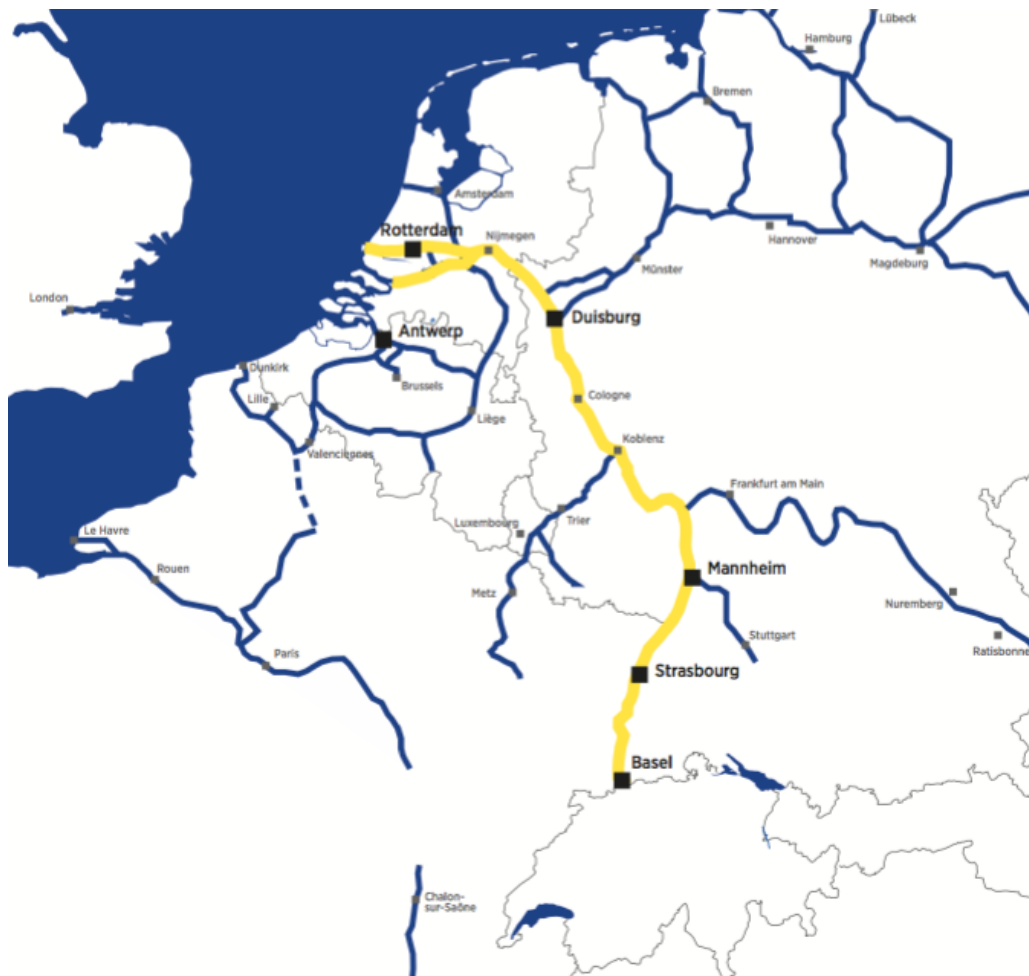 Lübeck
Hamburg
Bremen
Amsterdam
Rotterdam
Nijmegen
Hannover
Münster
Magdeburg
London
Duisburg
Antwerp
Dunkirk
Brussels
Lille
Cologne
Liège
Koblenz
Valenciennes
Frankfurt am Main
Luxembourg
Trier
Le Havre
Mannheim
Rouen
Metz
Nuremberg
Stuttgart
Ratisbonne
Paris
Strasbourg
Basel
Chalon-
sur-Saône